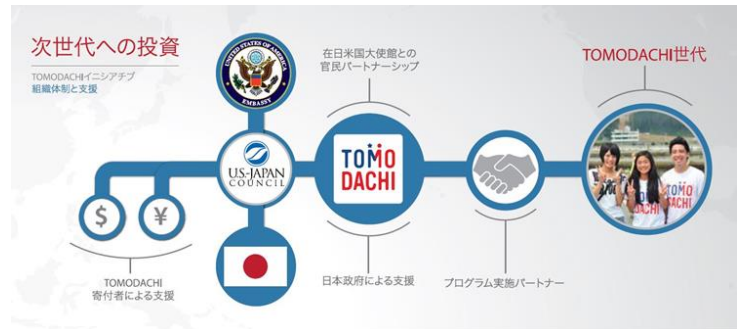 次世代への投資
TOMODACHIイニシアチブ
組織体制と支援
UNITED STATES OF AMERICA
EMBASSY
在日米国大使館との
官民パートナーシップ
TOMODACHI世代
U.S.-JAPAN
COUNCIL
TOMO
DACHI
$
¥
TOMO
DACHI
TOMO
DACHI
TOMODACHI
寄付者による支援
日本政府による支援
プログラム実施パートナー